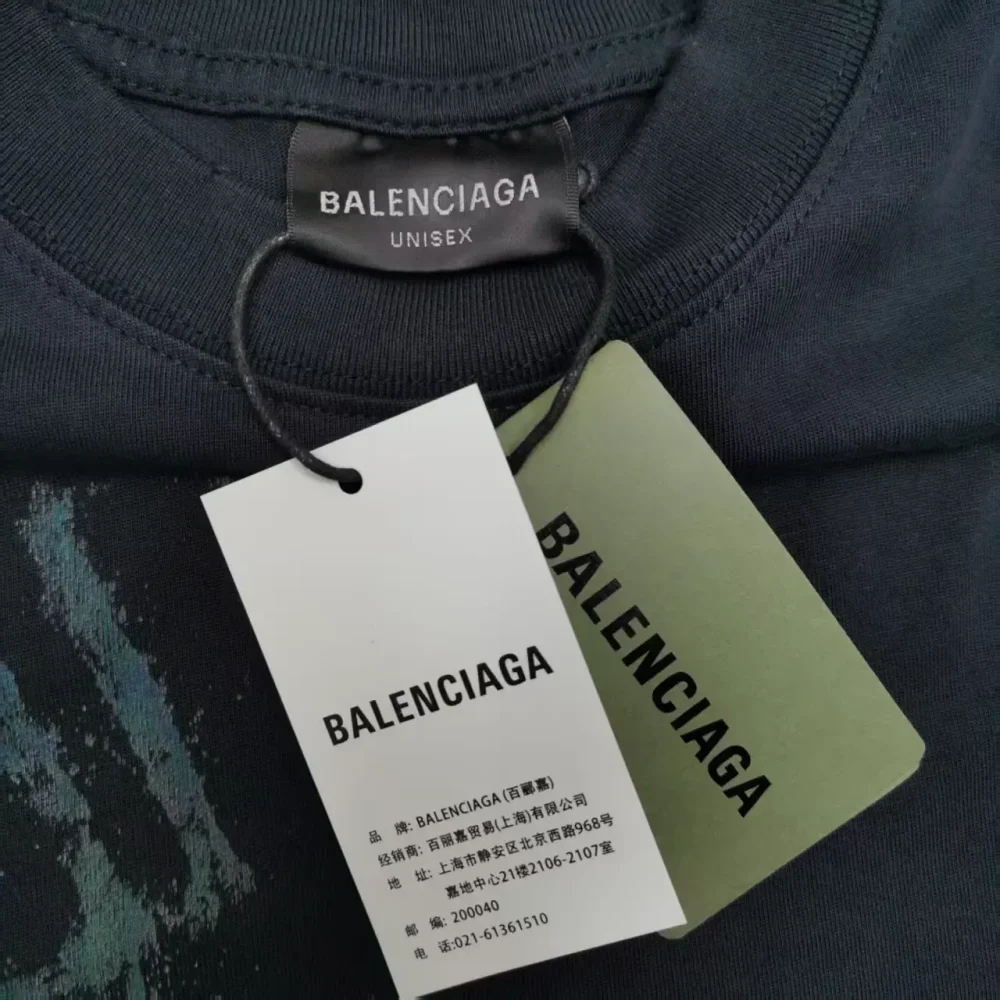 BALENCIAGA
UNISEX
BALENCIAGA
品 牌: BALENCIAGA (百郦嘉)
经销商: 百丽嘉贸易(上海)有限公司
地 址: 上海市静安区北京西路968号
嘉地中心21楼2106-2107室
邮 编: 200040
电 话:021-61361510
BALENCIAGA